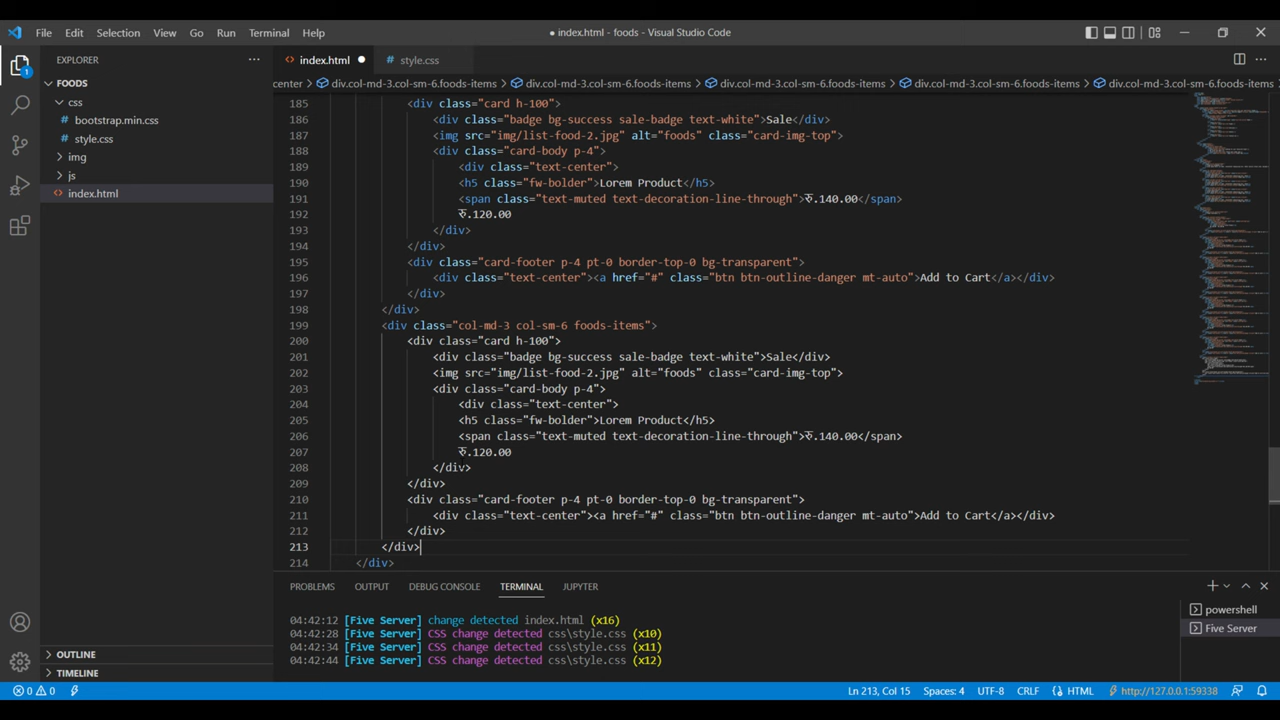 File Edit Selection View Go Run Terminal Help
● index.html - foods - Visual Studio Code
EXPLORER
FOODS
css
bootstrap.min.css
style.css
img
js
index.html
index.html
style.css
center > div.col-md-3.col-sm-6.foods-items > div.col-md-3.col-sm-6.foods-items > div.col-md-3.col-sm-6.foods-items > div.col-md-3.col-sm-6.foods-items > div.col-md-3.col-sm-6.foods-items
185 <div class="card h-100">
186 <div class="badge bg-success sale-badge text-white">Sale</div>
187 <img src="img/list-food-2.jpg" alt="foods" class="card-img-top">
188 <div class="card-body p-4">
189 <div class="text-center">
190 <h5 class="fw-bolder">Lorem Product</h5>
191 <span class="text-muted text-decoration-line-through">रु.140.00</span>
192 रु.120.00
193 </div>
194 </div>
195 <div class="card-footer p-4 pt-0 border-top-0 bg-transparent">
196 <div class="text-center"><a href="#" class="btn btn-outline-danger mt-auto">Add to Cart</a></div>
197 </div>
198 </div>
199 <div class="col-md-3 col-sm-6 foods-items">
200 <div class="card h-100">
201 <div class="badge bg-success sale-badge text-white">Sale</div>
202 <img src="img/list-food-2.jpg" alt="foods" class="card-img-top">
203 <div class="card-body p-4">
204 <div class="text-center">
205 <h5 class="fw-bolder">Lorem Product</h5>
206 <span class="text-muted text-decoration-line-through">रु.140.00</span>
207 रु.120.00
208 </div>
209 </div>
210 <div class="card-footer p-4 pt-0 border-top-0 bg-transparent">
211 <div class="text-center"><a href="#" class="btn btn-outline-danger mt-auto">Add to Cart</a></div>
212 </div>
213 </div>
214 </div>
PROBLEMS OUTPUT DEBUG CONSOLE TERMINAL JUPYTER
04:42:12 [Five Server] change detected index.html (x16)
04:42:28 [Five Server] CSS change detected css\style.css (x10)
04:42:34 [Five Server] CSS change detected css\style.css (x11)
04:42:44 [Five Server] CSS change detected css\style.css (x12)
powershell
Five Server
OUTLINE
TIMELINE
0 0 Ln 213, Col 15 Spaces: 4 UTF-8 CRLF HTML http://127.0.0.1:59338